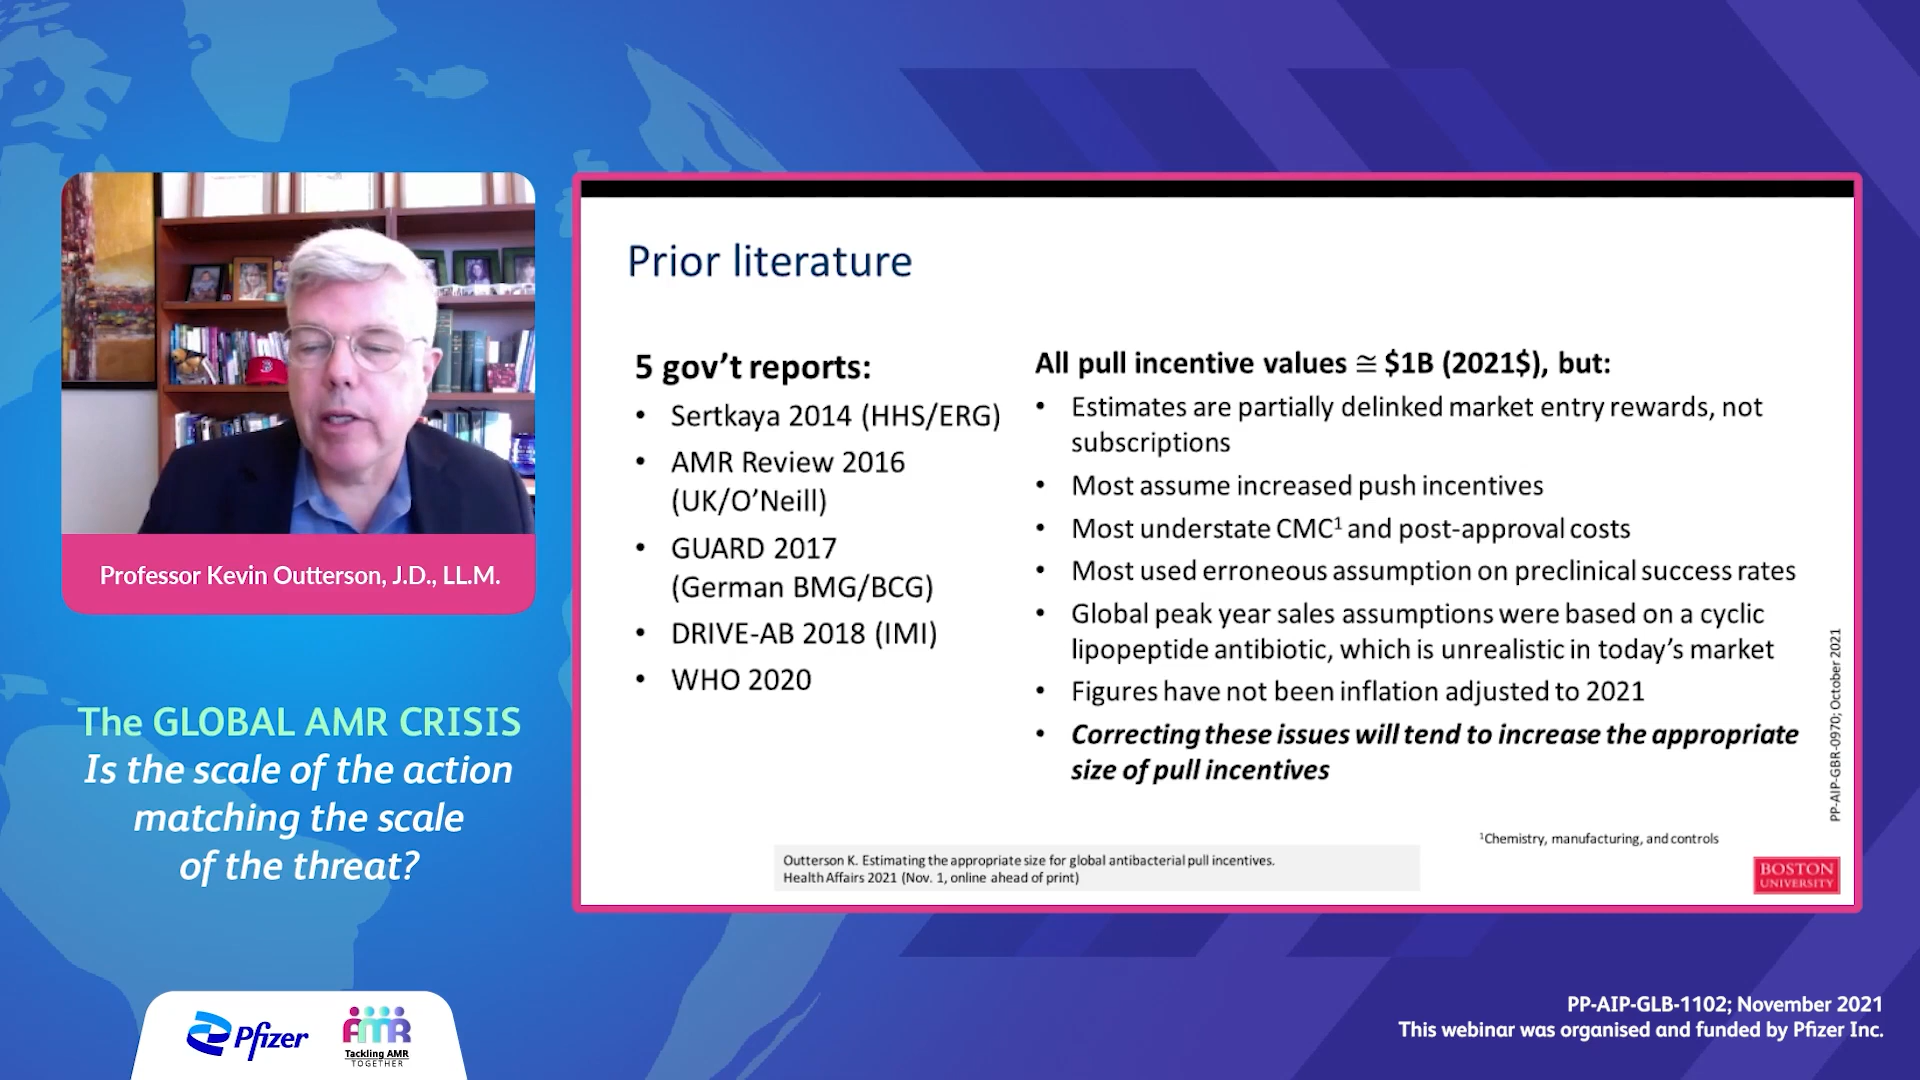 Professor Kevin Outterson, J.D., LL.M.
The GLOBAL AMR CRISIS
Is the scale of the action
matching the scale
of the threat?
Pfizer
AMR
Tackling AMR
TOGETHER
Prior literature
5 gov’t reports:
• Sertkaya 2014 (HHS/ERG)
• AMR Review 2016
(UK/O’Neill)
• GUARD 2017
(German BMG/BCG)
• DRIVE-AB 2018 (IMI)
• WHO 2020
All pull incentive values ≅ $1B (2021$), but:
• Estimates are partially delinked market entry rewards, not
subscriptions
• Most assume increased push incentives
• Most understate CMC¹ and post-approval costs
• Most used erroneous assumption on preclinical success rates
• Global peak year sales assumptions were based on a cyclic
lipopeptide antibiotic, which is unrealistic in today’s market
• Figures have not been inflation adjusted to 2021
• Correcting these issues will tend to increase the appropriate
size of pull incentives
¹Chemistry, manufacturing, and controls
Outterson K. Estimating the appropriate size for global antibacterial pull incentives.
Health Affairs 2021 (Nov. 1, online ahead of print)
BOSTON
UNIVERSITY
PP-AIP-GBR-0970; October 2021
PP-AIP-GLB-1102; November 2021
This webinar was organised and funded by Pfizer Inc.